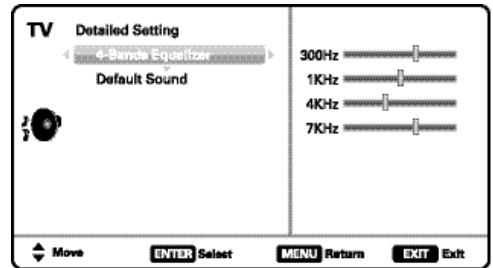 TV Detailed Setting
4-Bands Equalizer
Default Sound
300Hz
1KHz
4KHz
7KHz
Move ENTER Select MENU Return EXIT Exit